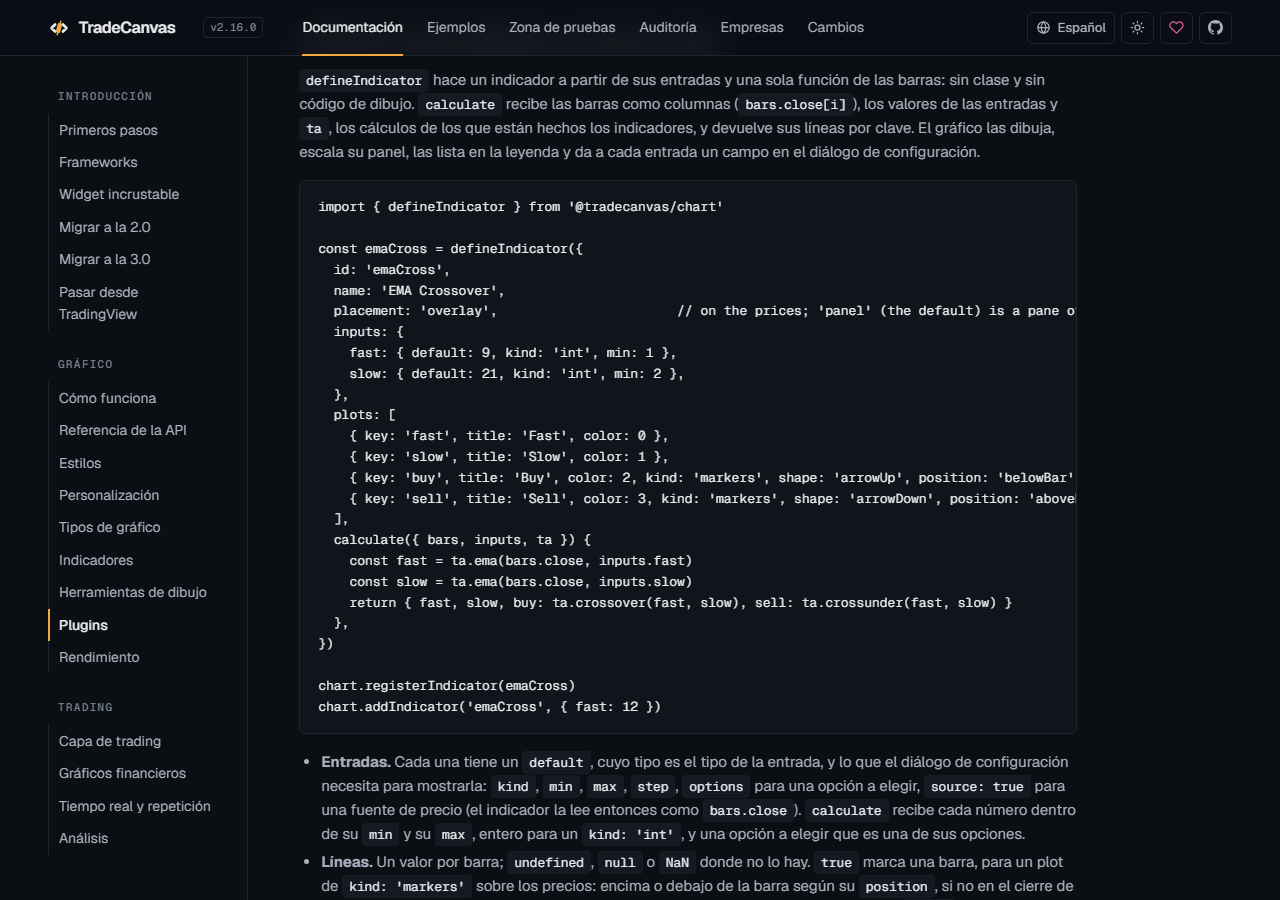 TradeCanvas
v2.16.0
Documentación
Ejemplos
Zona de pruebas
Auditoría
Empresas
Cambios
Español
INTRODUCCIÓN
Primeros pasos
Frameworks
Widget incrustable
Migrar a la 2.0
Migrar a la 3.0
Pasar desde
TradingView
GRÁFICO
Cómo funciona
Referencia de la API
Estilos
Personalización
Tipos de gráfico
Indicadores
Herramientas de dibujo
Plugins
Rendimiento
TRADING
Capa de trading
Gráficos financieros
Tiempo real y repetición
Análisis
defineIndicator hace un indicador a partir de sus entradas y una sola función de las barras: sin clase y sin
código de dibujo. calculate recibe las barras como columnas ( bars.close[i] ), los valores de las entradas y
ta , los cálculos de los que están hechos los indicadores, y devuelve sus líneas por clave. El gráfico las dibuja,
escala su panel, las lista en la leyenda y da a cada entrada un campo en el diálogo de configuración.
import { defineIndicator } from '@tradecanvas/chart'
const emaCross = defineIndicator({
  id: 'emaCross',
  name: 'EMA Crossover',
  placement: 'overlay',                       // on the prices; 'panel' (the default) is a pane
  inputs: {
    fast: { default: 9, kind: 'int', min: 1 },
    slow: { default: 21, kind: 'int', min: 2 },
  },
  plots: [
    { key: 'fast', title: 'Fast', color: 0 },
    { key: 'slow', title: 'Slow', color: 1 },
    { key: 'buy', title: 'Buy', color: 2, kind: 'markers', shape: 'arrowUp', position: 'belowBar'
    { key: 'sell', title: 'Sell', color: 3, kind: 'markers', shape: 'arrowDown', position: 'above
  ],
  calculate({ bars, inputs, ta }) {
    const fast = ta.ema(bars.close, inputs.fast)
    const slow = ta.ema(bars.close, inputs.slow)
    return { fast, slow, buy: ta.crossover(fast, slow), sell: ta.crossunder(fast, slow) }
  },
})
chart.registerIndicator(emaCross)
chart.addIndicator('emaCross', { fast: 12 })
• Entradas. Cada una tiene un default , cuyo tipo es el tipo de la entrada, y lo que el diálogo de configuración
necesita para mostrarla: kind , min , max , step , options para una opción a elegir, source: true para
una fuente de precio (el indicador la lee entonces como bars.close ). calculate recibe cada número dentro
de su min y su max , entero para un kind: 'int' , y una opción a elegir que es una de sus opciones.
• Líneas. Un valor por barra; undefined , null o NaN donde no lo hay. true marca una barra, para un plot
de kind: 'markers' sobre los precios: encima o debajo de la barra según su position , si no en el cierre de